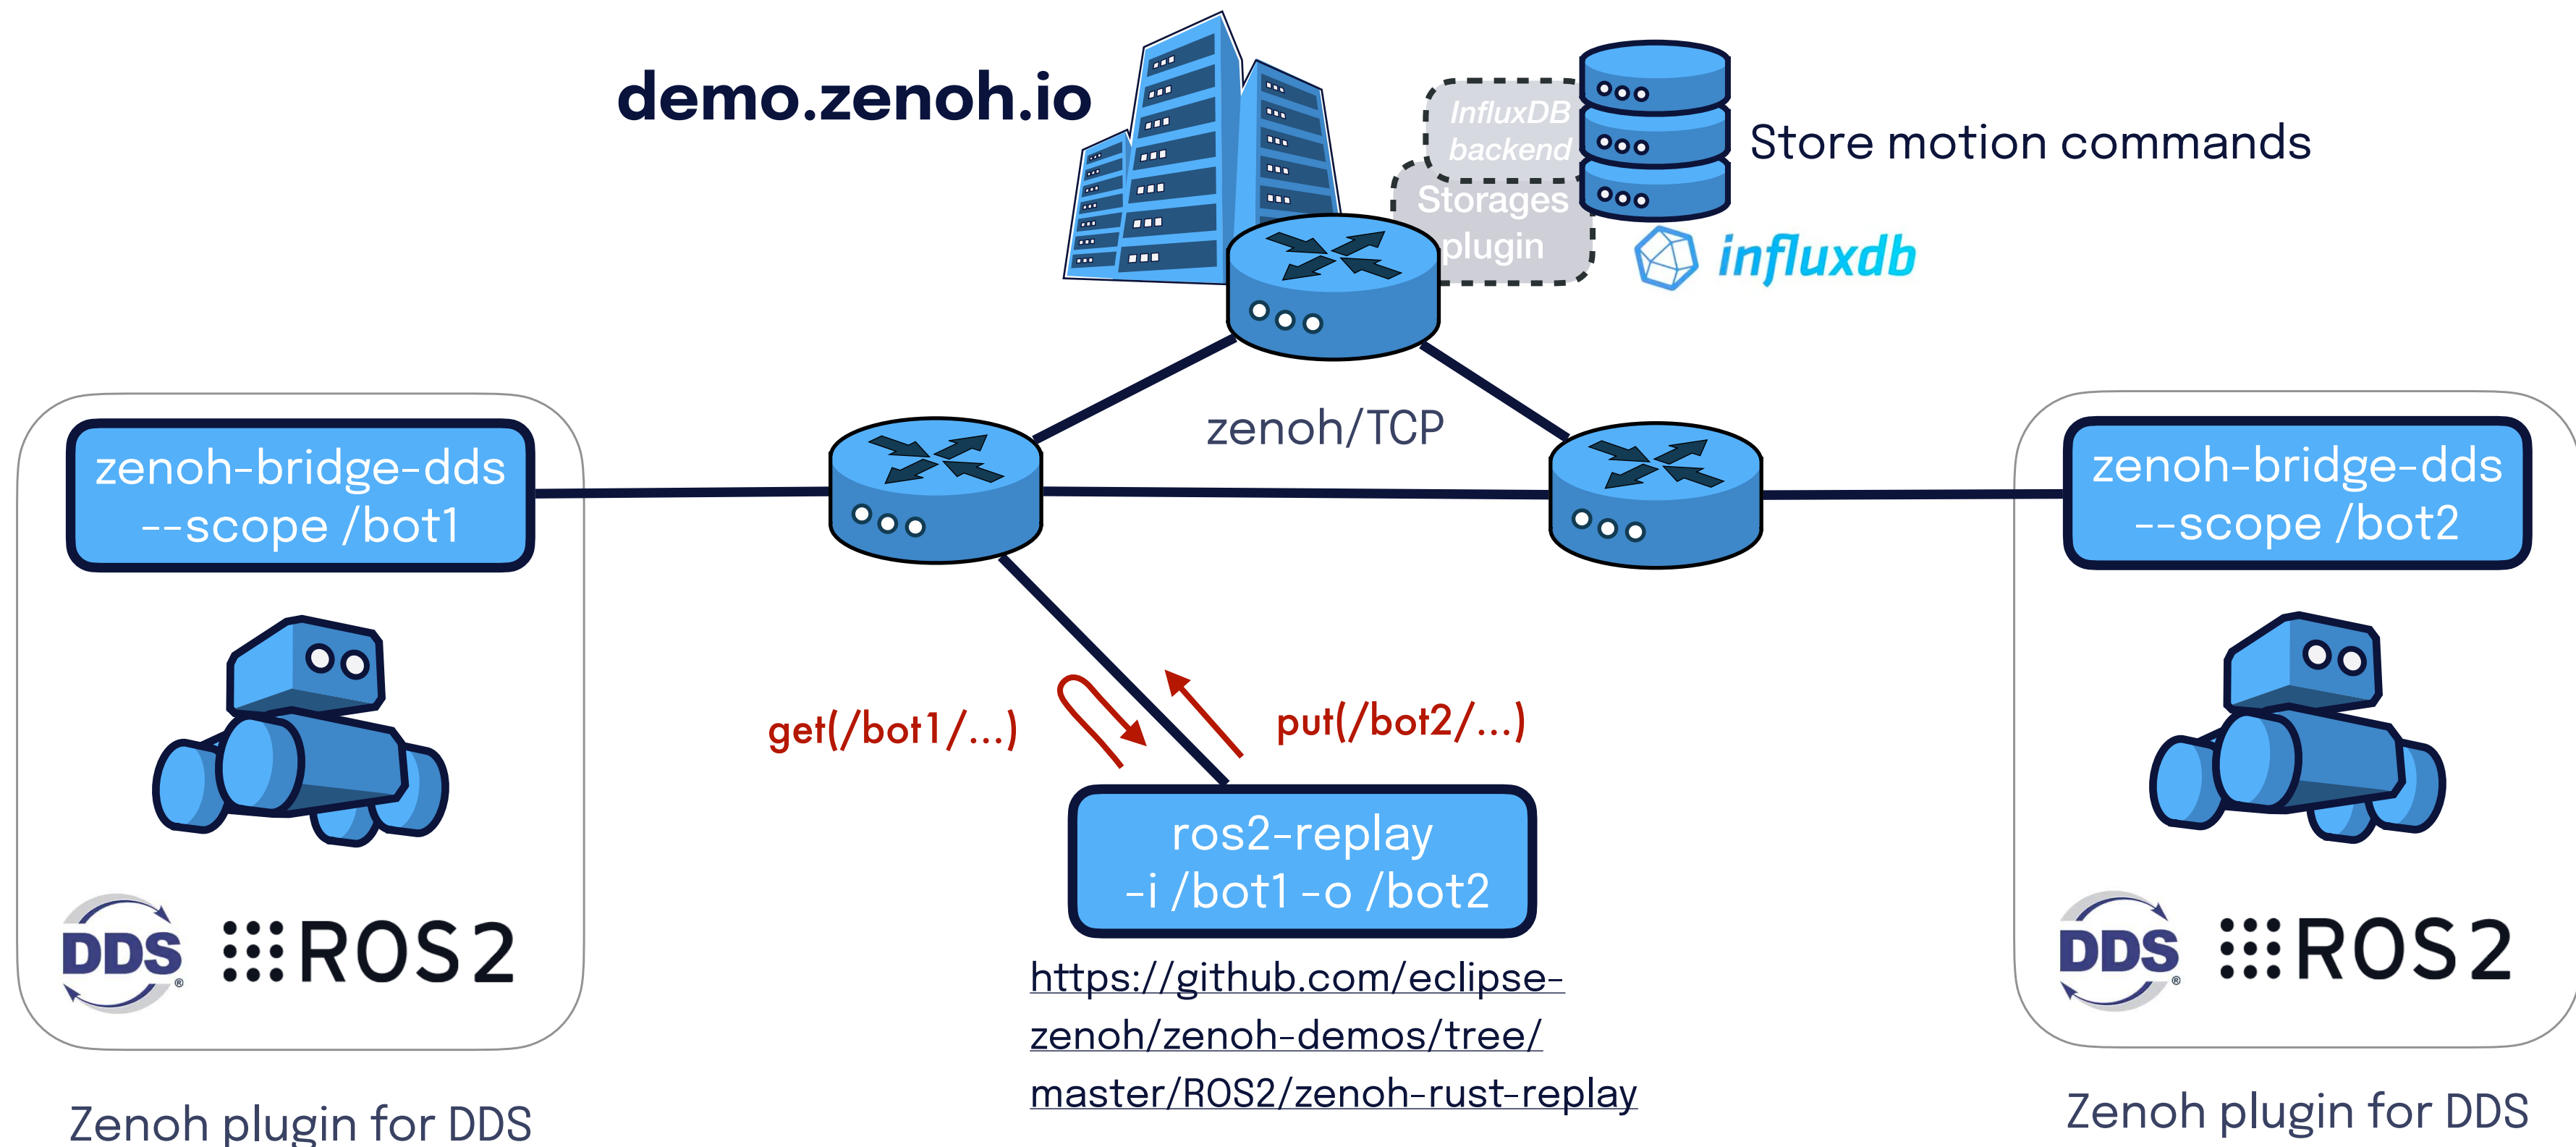 demo.zenoh.io
InfluxDB
backend
Storages
plugin
Store motion commands
influxdb
zenoh/TCP
zenoh-bridge-dds
--scope /bot1
zenoh-bridge-dds
--scope /bot2
get(/bot1/...)
put(/bot2/...)
ros2-replay
-i /bot1 -o /bot2
DDS ®
ROS2
DDS ®
ROS2
https://github.com/eclipse-
zenoh/zenoh-demos/tree/
master/ROS2/zenoh-rust-replay
Zenoh plugin for DDS
Zenoh plugin for DDS